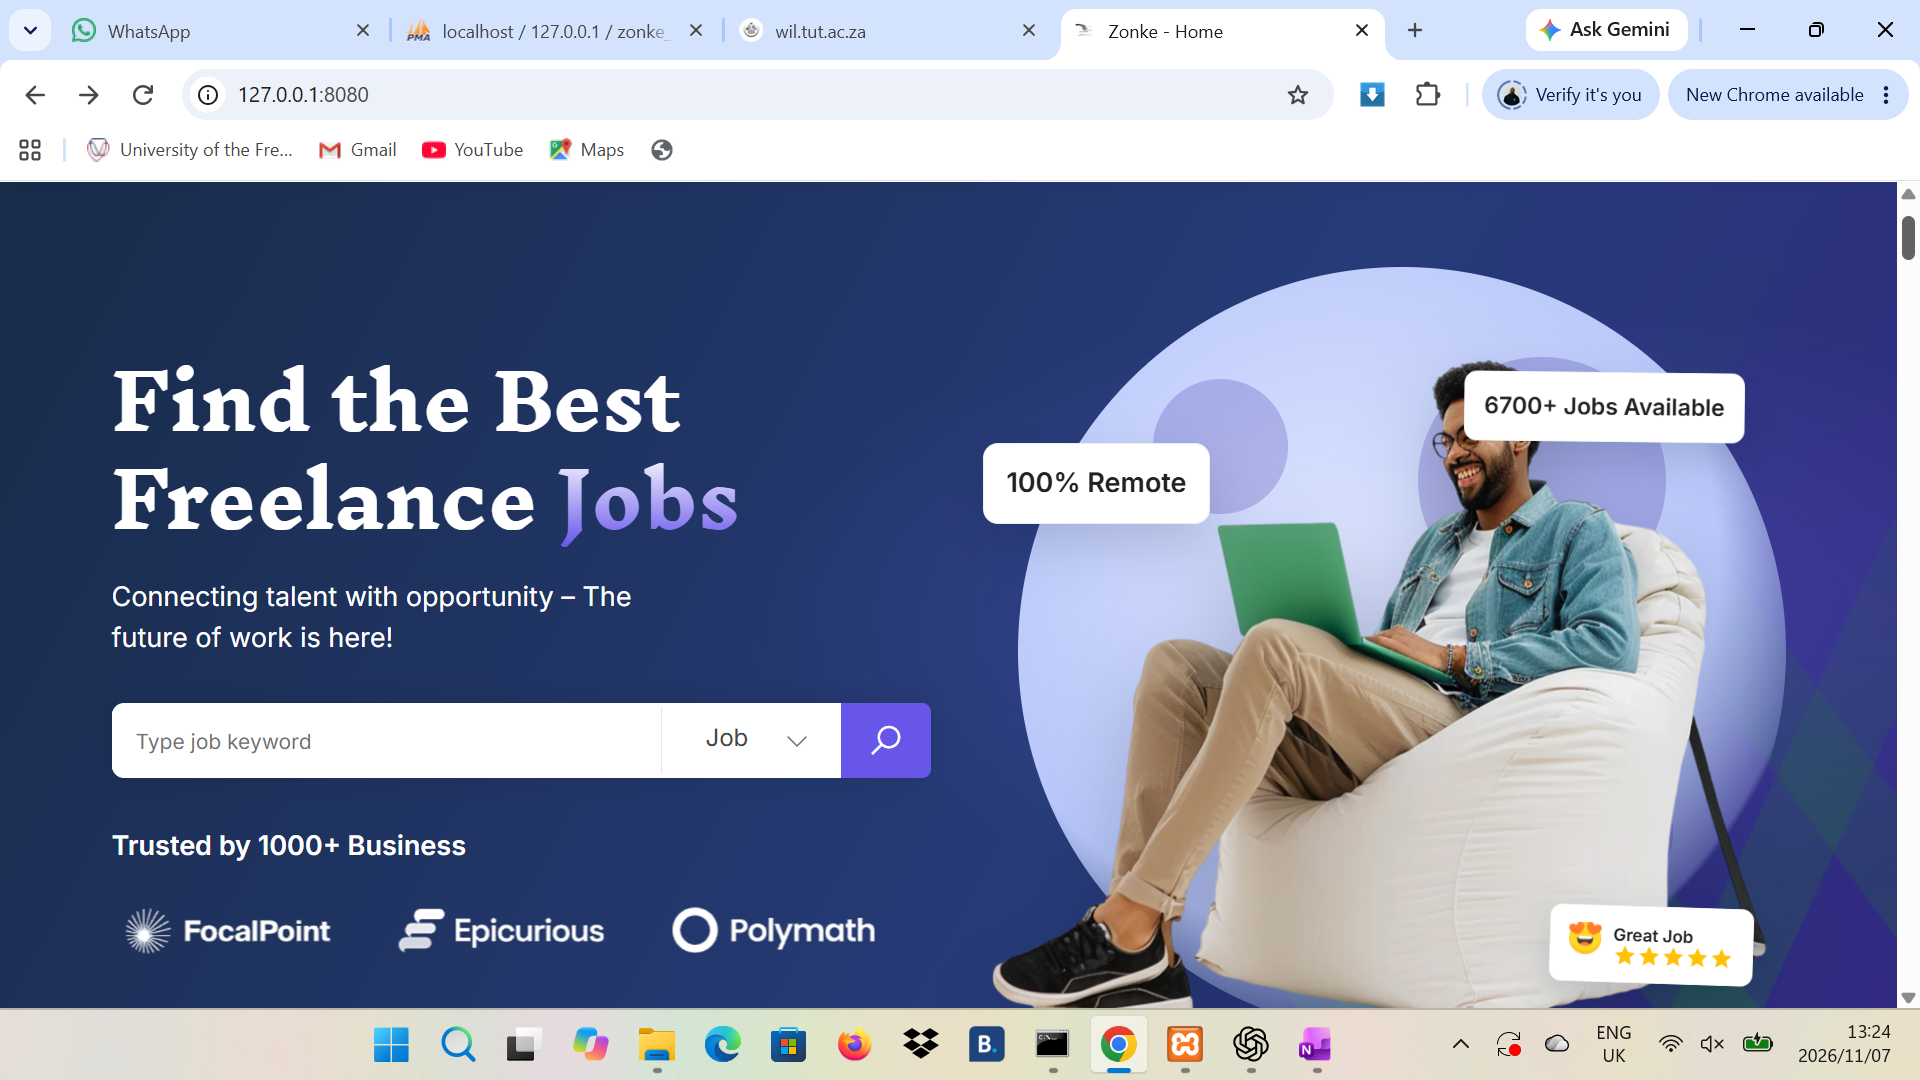 WhatsApp
localhost / 127.0.0.1 / zonke_
wil.tut.ac.za
Zonke - Home
Ask Gemini
127.0.0.1:8080
Verify it's you
New Chrome available
University of the Fre...
Gmail
YouTube
Maps
Find the Best
Freelance Jobs
Connecting talent with opportunity – The
future of work is here!
Type job keyword
Job
Trusted by 1000+ Business
FocalPoint
Epicurious
Polymath
100% Remote
6700+ Jobs Available
Great Job
ENG
UK
13:24
2026/11/07